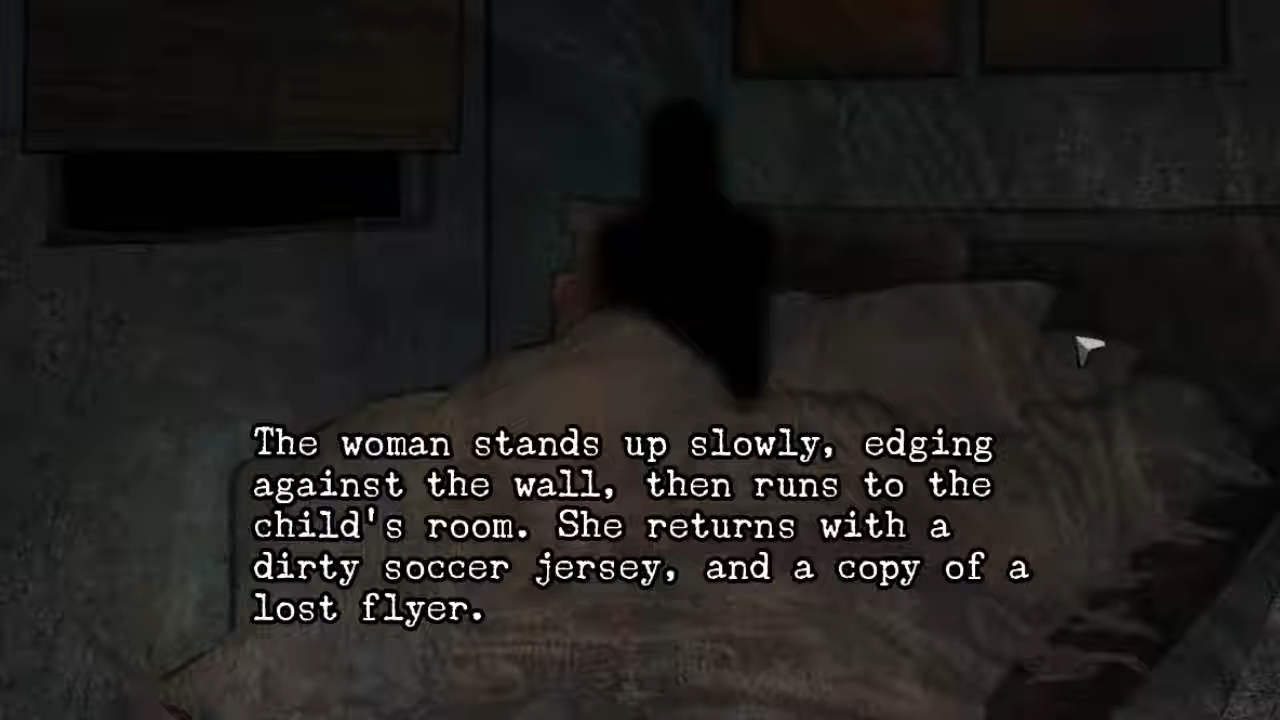 The woman stands up slowly, edging
against the wall, then runs to the
child's room. She returns with a
dirty soccer jersey, and a copy of a
lost flyer.